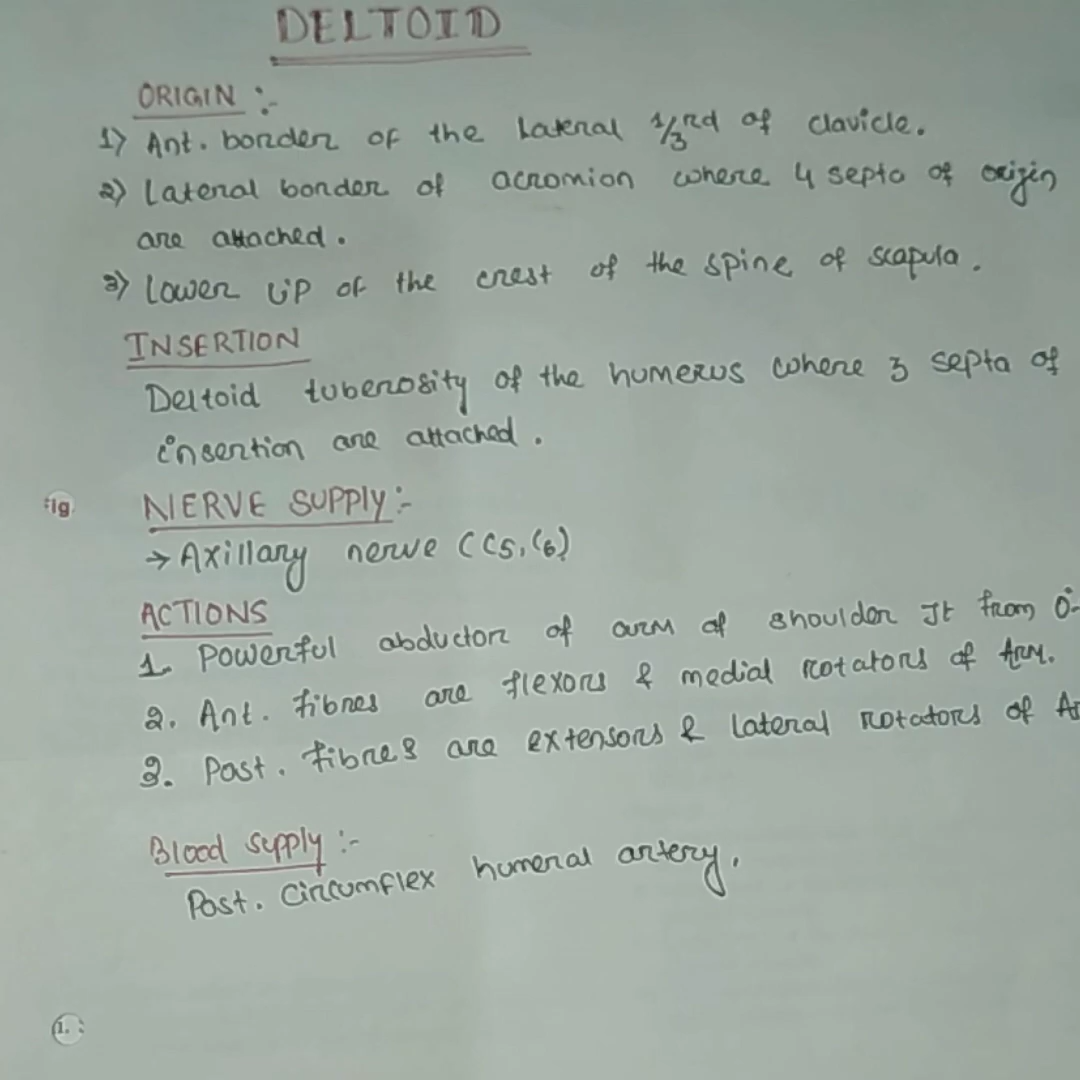 DELTOID
ORIGIN :-
1) Ant. border of the Lateral 1/3rd of clavicle.
2) Lateral border of acromion where 4 septa of origin
are attached.
3) Lower lip of the crest of the spine of scapula.
INSERTION
Deltoid tuberosity of the humerus where 3 septa of
insertion are attached.
NERVE SUPPLY :-
→ Axillary nerve (C5, C6)
ACTIONS
1. Powerful abductor of arm at shoulder Jt from 0-
2. Ant. fibres are flexors & medial rotators of Arm.
3. Post. fibres are extensors & lateral rotators of
Blood supply :-
Post. Circumflex humeral artery.
1.